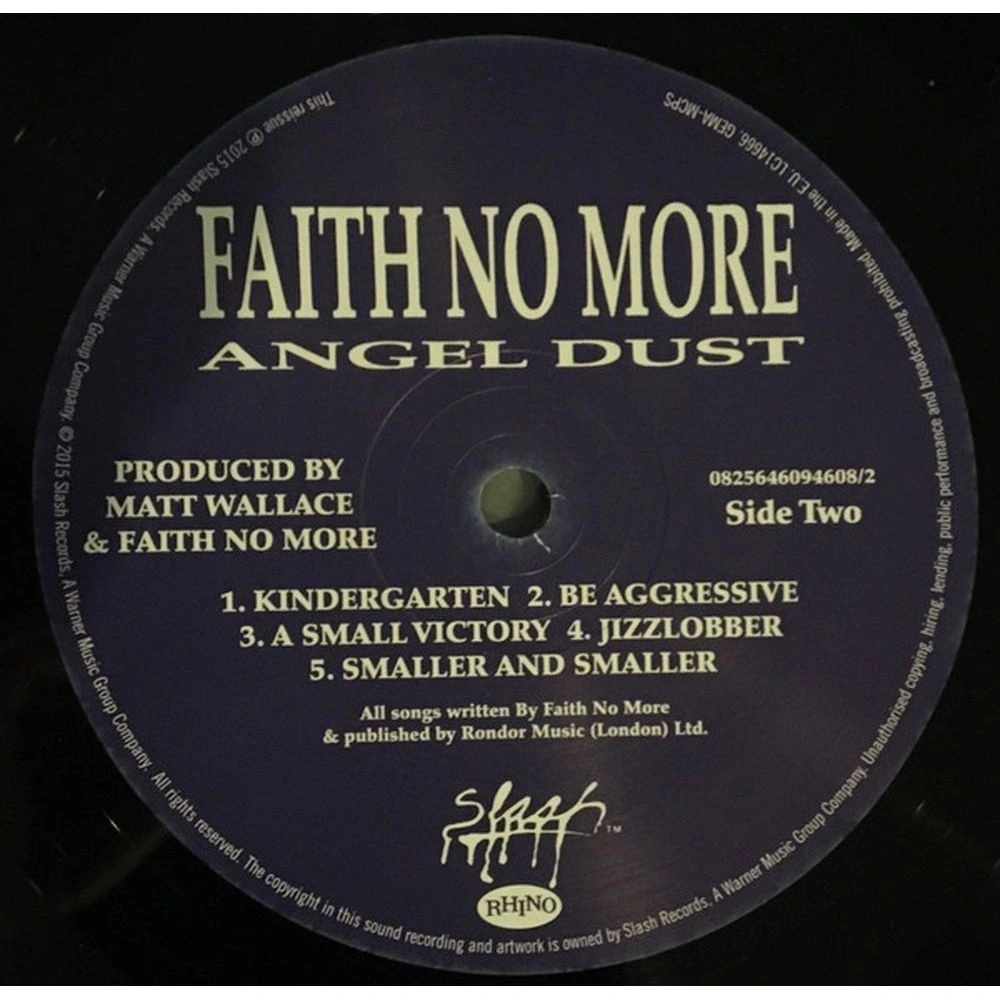 FAITH NO MORE
ANGEL DUST
PRODUCED BY
MATT WALLACE
& FAITH NO MORE
0825646094608/2
Side Two
1. KINDERGARTEN 2. BE AGGRESSIVE
3. A SMALL VICTORY 4. JIZZLOBBER
5. SMALLER AND SMALLER
All songs written By Faith No More
& published by Rondor Music (London) Ltd.
slash TM
RHINO
This reissue ℗ 2015 Slash Records, A Warner Music Group Company. © 2015 Slash Records, A Warner Music Group Company. All rights reserved. The copyright in this sound recording and artwork is owned by Slash Records, A Warner Music Group Company. Unauthorised copying, hiring, lending, public performance and broadcasting prohibited. Made in the E.U. LC14666. GEMA-MCPS